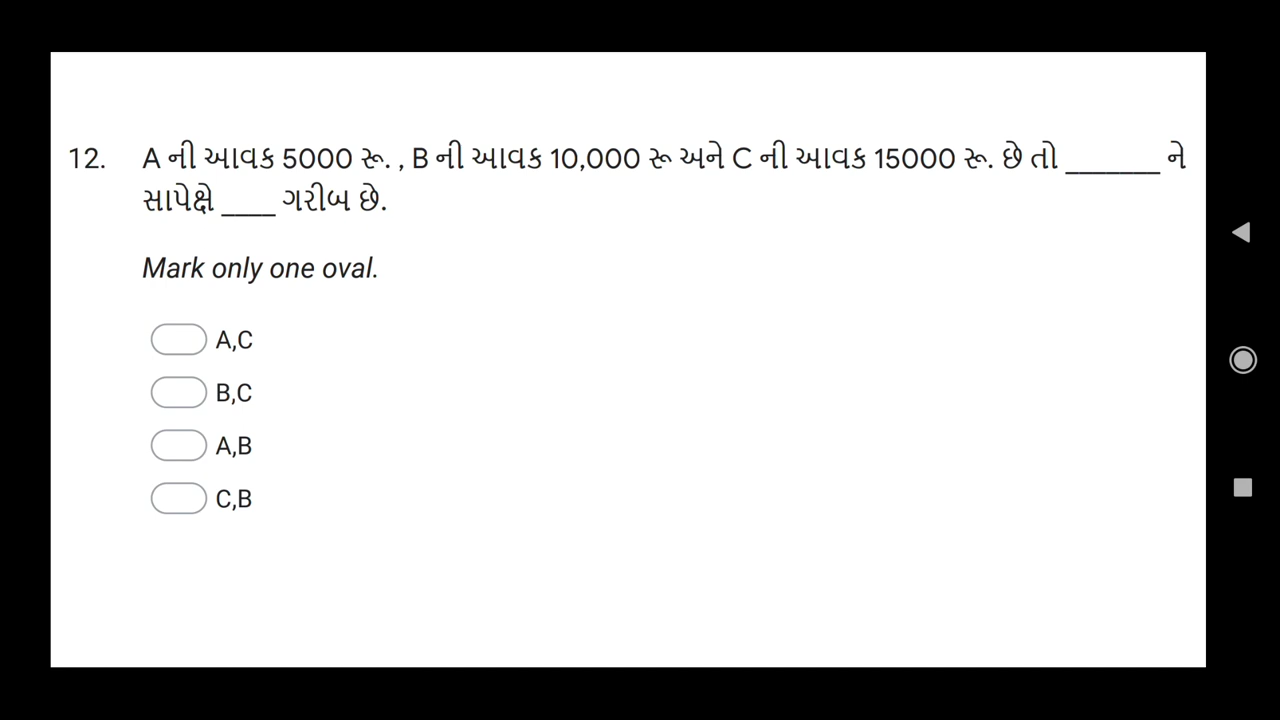 12. A ની આવક 5000 રૂ. , B ની આવક 10,000 રૂ અને C ની આવક 15000 રૂ. છે તો _______ ને
સાપેક્ષે ____ ગરીબ છે.
Mark only one oval.
A,C
B,C
A,B
C,B